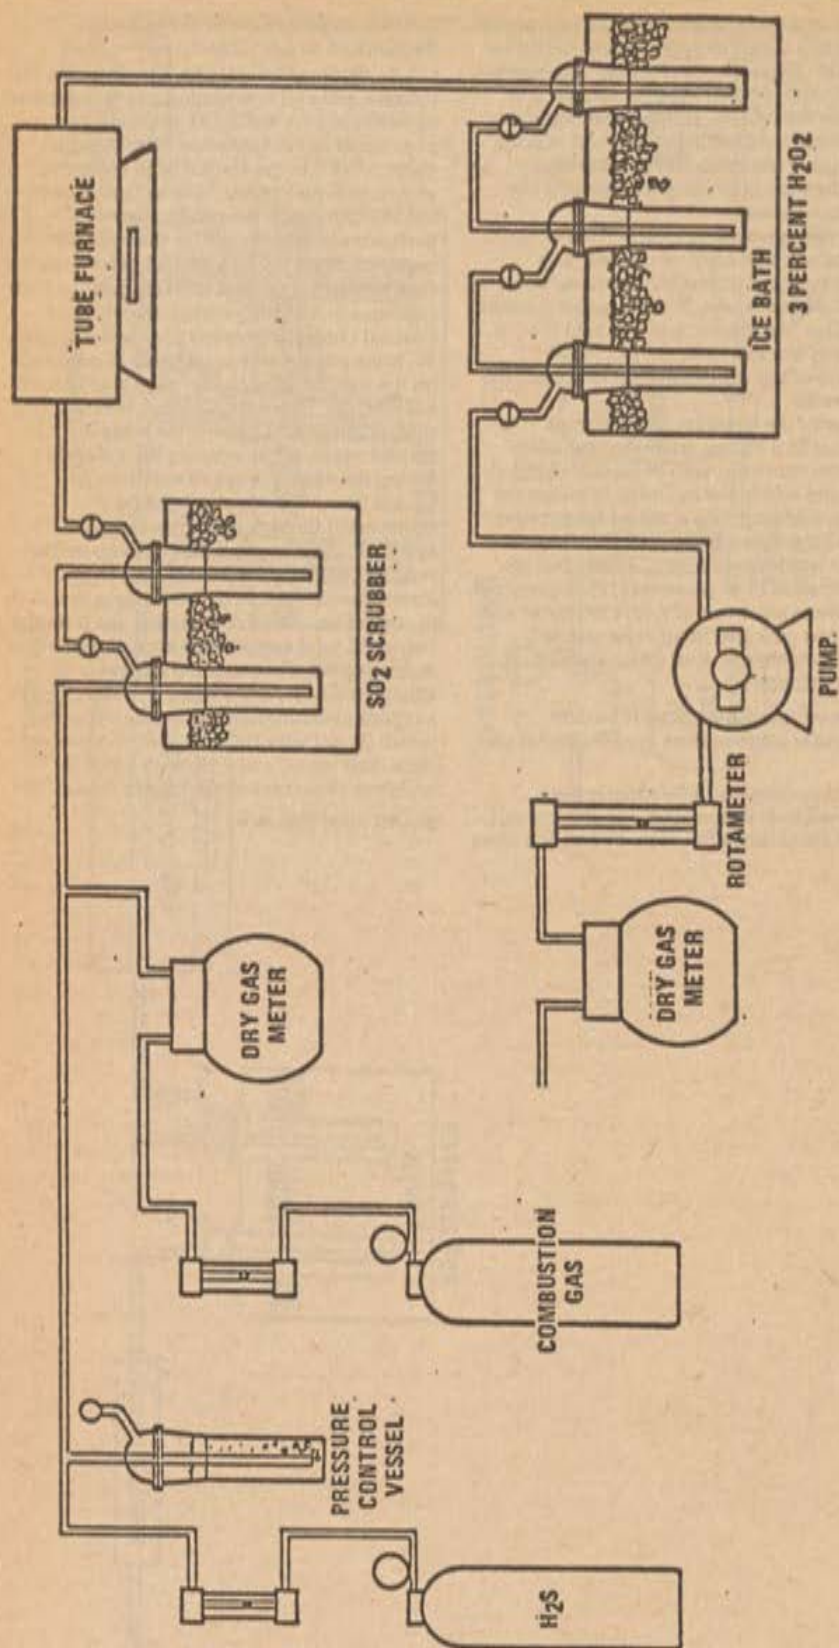 TUBE FURNACE
SO2 SCRUBBER
ICE BATH
3 PERCENT H2O2
DRY GAS
METER
ROTAMETER
PUMP
DRY GAS
METER
PRESSURE
CONTROL
VESSEL
COMBUSTION
GAS
H2S